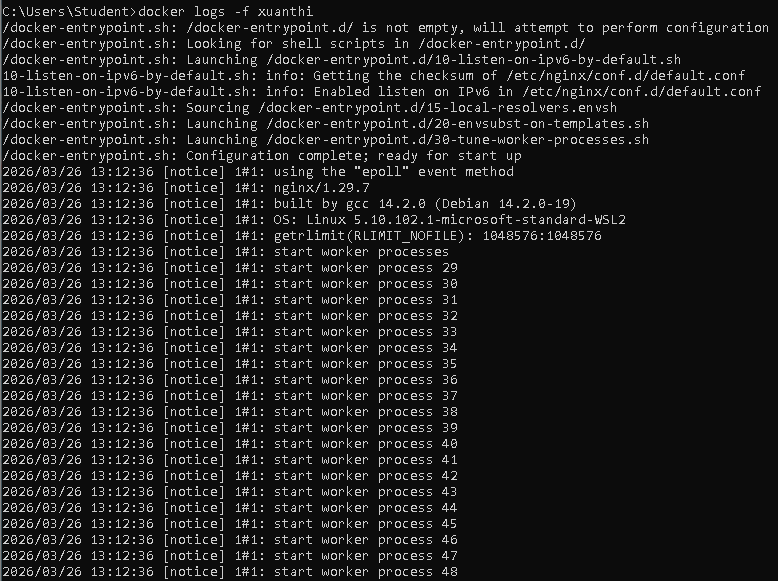 C:\Users\Student>docker logs -f xuanthi
/docker-entrypoint.sh: /docker-entrypoint.d/ is not empty, will attempt to perform configuration
/docker-entrypoint.sh: Looking for shell scripts in /docker-entrypoint.d/
/docker-entrypoint.sh: Launching /docker-entrypoint.d/10-listen-on-ipv6-by-default.sh
10-listen-on-ipv6-by-default.sh: info: Getting the checksum of /etc/nginx/conf.d/default.conf
10-listen-on-ipv6-by-default.sh: info: Enabled listen on IPv6 in /etc/nginx/conf.d/default.conf
/docker-entrypoint.sh: Sourcing /docker-entrypoint.d/15-local-resolvers.envsh
/docker-entrypoint.sh: Launching /docker-entrypoint.d/20-envsubst-on-templates.sh
/docker-entrypoint.sh: Launching /docker-entrypoint.d/30-tune-worker-processes.sh
/docker-entrypoint.sh: Configuration complete; ready for start up
2026/03/26 13:12:36 [notice] 1#1: using the "epoll" event method
2026/03/26 13:12:36 [notice] 1#1: nginx/1.29.7
2026/03/26 13:12:36 [notice] 1#1: built by gcc 14.2.0 (Debian 14.2.0-19)
2026/03/26 13:12:36 [notice] 1#1: OS: Linux 5.10.102.1-microsoft-standard-WSL2
2026/03/26 13:12:36 [notice] 1#1: getrlimit(RLIMIT_NOFILE): 1048576:1048576
2026/03/26 13:12:36 [notice] 1#1: start worker processes
2026/03/26 13:12:36 [notice] 1#1: start worker process 29
2026/03/26 13:12:36 [notice] 1#1: start worker process 30
2026/03/26 13:12:36 [notice] 1#1: start worker process 31
2026/03/26 13:12:36 [notice] 1#1: start worker process 32
2026/03/26 13:12:36 [notice] 1#1: start worker process 33
2026/03/26 13:12:36 [notice] 1#1: start worker process 34
2026/03/26 13:12:36 [notice] 1#1: start worker process 35
2026/03/26 13:12:36 [notice] 1#1: start worker process 36
2026/03/26 13:12:36 [notice] 1#1: start worker process 37
2026/03/26 13:12:36 [notice] 1#1: start worker process 38
2026/03/26 13:12:36 [notice] 1#1: start worker process 39
2026/03/26 13:12:36 [notice] 1#1: start worker process 40
2026/03/26 13:12:36 [notice] 1#1: start worker process 41
2026/03/26 13:12:36 [notice] 1#1: start worker process 42
2026/03/26 13:12:36 [notice] 1#1: start worker process 43
2026/03/26 13:12:36 [notice] 1#1: start worker process 44
2026/03/26 13:12:36 [notice] 1#1: start worker process 45
2026/03/26 13:12:36 [notice] 1#1: start worker process 46
2026/03/26 13:12:36 [notice] 1#1: start worker process 47
2026/03/26 13:12:36 [notice] 1#1: start worker process 48